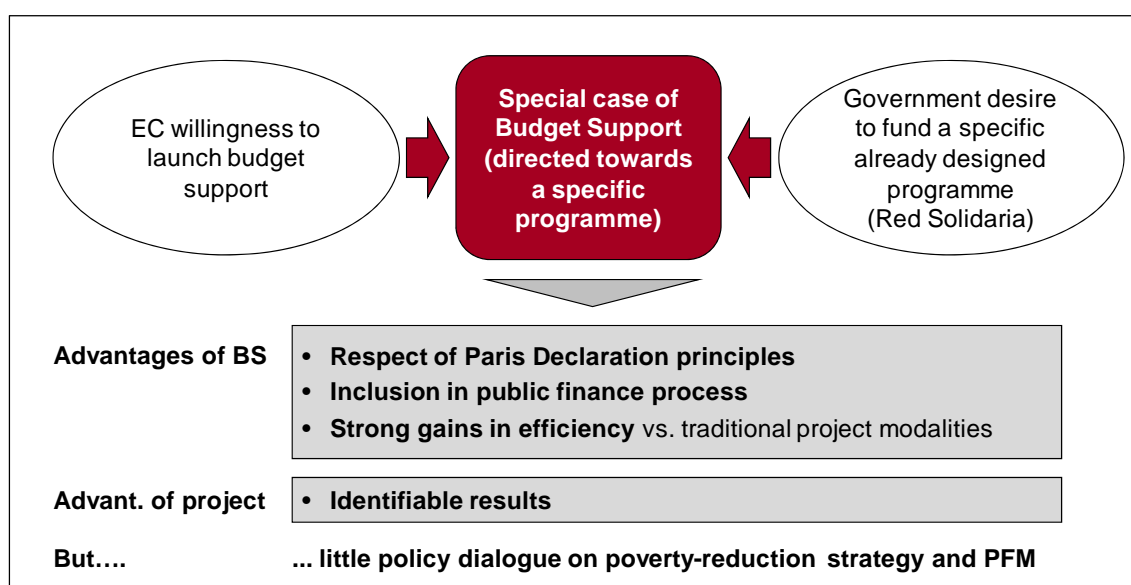 EC willingness to
launch budget
support
Special case of
Budget Support
(directed towards
a specific
programme)
Government desire
to fund a specific
already designed
programme
(Red Solidaria)
Advantages of BS
• Respect of Paris Declaration principles
• Inclusion in public finance process
• Strong gains in efficiency vs. traditional project modalities
Advant. of project
• Identifiable results
But….
... little policy dialogue on poverty-reduction strategy and PFM